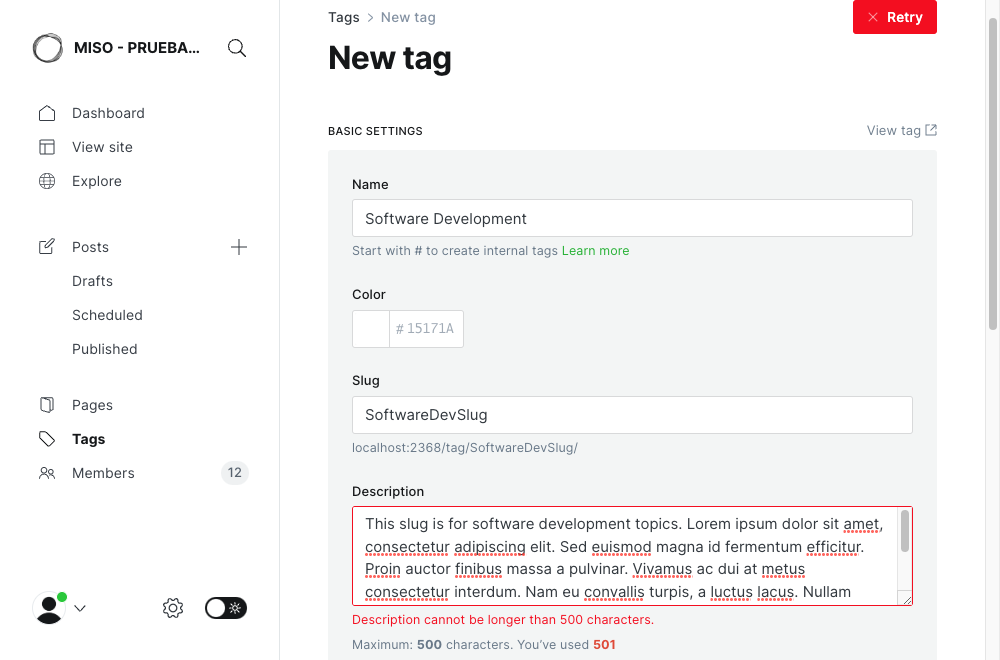 MISO - PRUEBA...
Dashboard
View site
Explore
Posts
Drafts
Scheduled
Published
Pages
Tags
Members 12
Tags > New tag
Retry
New tag
BASIC SETTINGS
View tag
Name
Software Development
Start with # to create internal tags Learn more
Color
# 15171A
Slug
SoftwareDevSlug
localhost:2368/tag/SoftwareDevSlug/
Description
This slug is for software development topics. Lorem ipsum dolor sit amet,
consectetur adipiscing elit. Sed euismod magna id fermentum efficitur.
Proin auctor finibus massa a pulvinar. Vivamus ac dui at metus
consectetur interdum. Nam eu convallis turpis, a luctus lacus. Nullam
Description cannot be longer than 500 characters.
Maximum: 500 characters. You’ve used 501